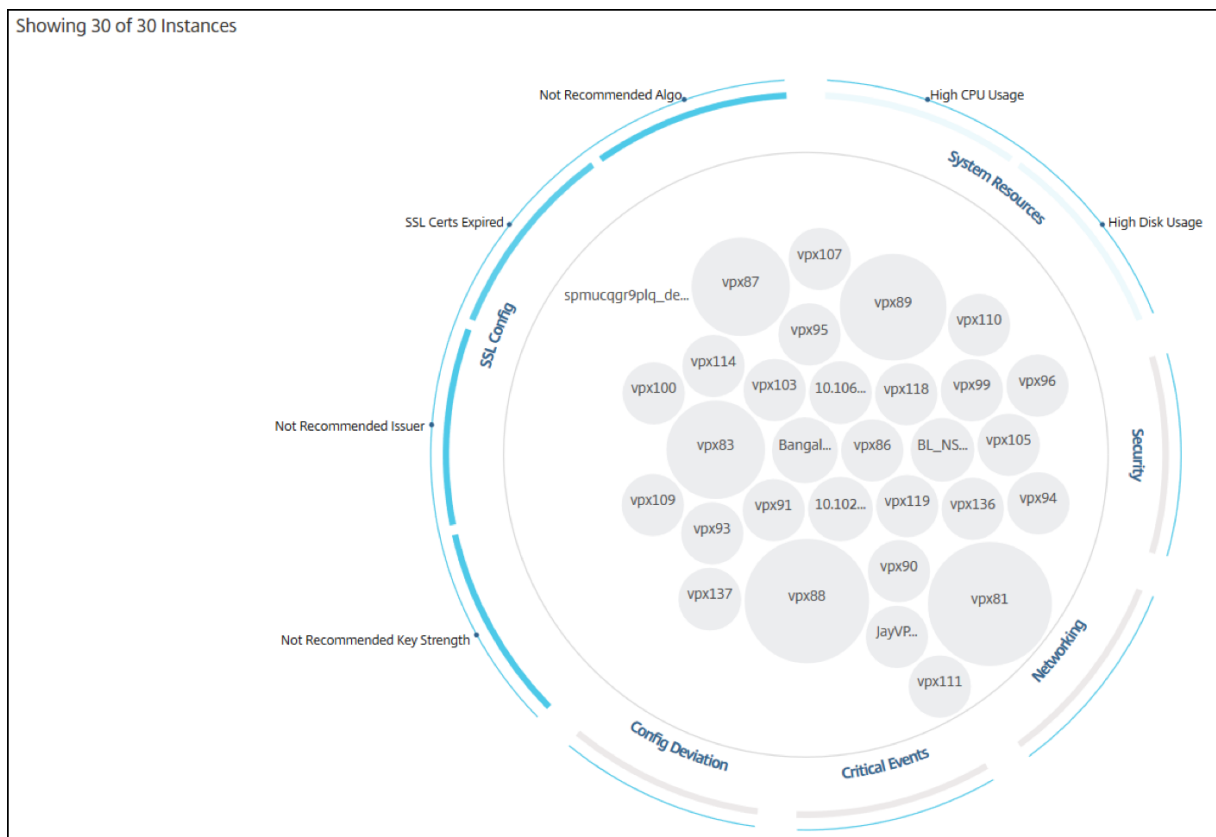 Showing 30 of 30 Instances
Not Recommended Algo
High CPU Usage
System Resources
SSL Certs Expired
High Disk Usage
vpx107
vpx87
spmucqgr9plq_de...
vpx89
vpx110
vpx95
SSL Config
vpx114
vpx100
vpx103
10.106...
vpx118
vpx99
vpx96
Not Recommended Issuer
vpx83
Bangal...
vpx86
BL_NS...
vpx105
Security
vpx109
vpx91
10.102...
vpx119
vpx136
vpx94
vpx93
vpx90
vpx137
vpx88
vpx81
JayVP...
Not Recommended Key Strength
Networking
vpx111
Config Deviation
Critical Events